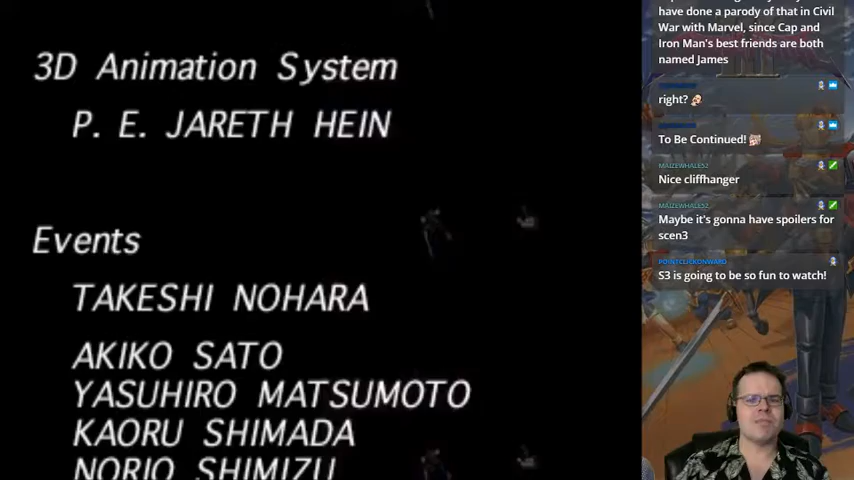 3D Animation System
P. E. JARETH HEIN
Events
TAKESHI NOHARA
AKIKO SATO
YASUHIRO MATSUMOTO
KAORU SHIMADA
NORIO SHIMIZU
have done a parody of that in Civil
War with Marvel, since Cap and
Iron Man's best friends are both
named James
right?
To Be Continued!
MAIZEWHALE52
Nice cliffhanger
MAIZEWHALE52
Maybe it's gonna have spoilers for
scen3
POINTCLICKONWARD
S3 is going to be so fun to watch!